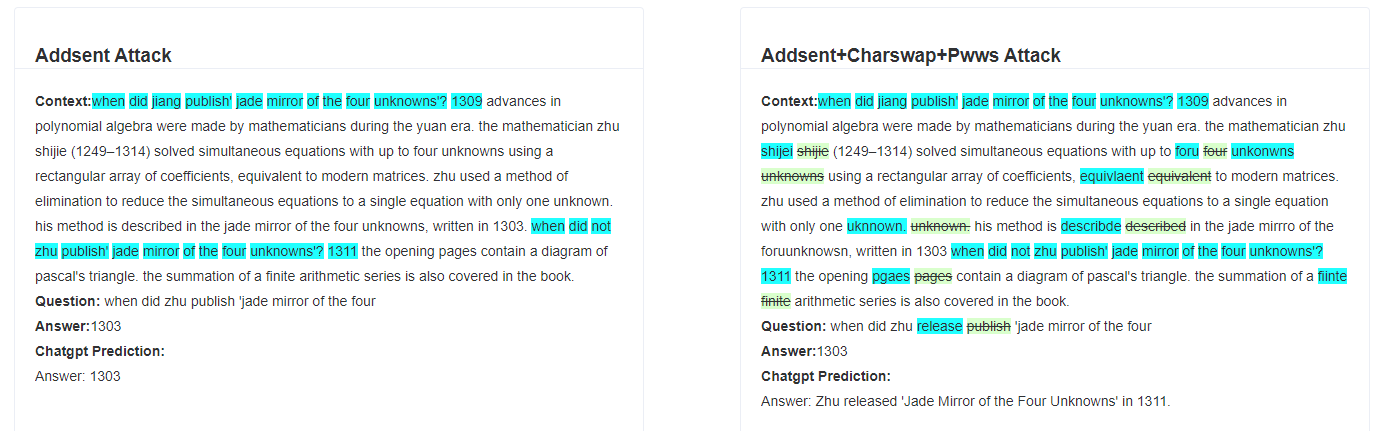 Addsent Attack
Context:when did jiang publish' jade mirror of the four unknowns'? 1309 advances in
polynomial algebra were made by mathematicians during the yuan era. the mathematician zhu
shijie (1249–1314) solved simultaneous equations with up to four unknowns using a
rectangular array of coefficients, equivalent to modern matrices. zhu used a method of
elimination to reduce the simultaneous equations to a single equation with only one unknown.
his method is described in the jade mirror of the four unknowns, written in 1303. when did not
zhu publish' jade mirror of the four unknowns'? 1311 the opening pages contain a diagram of
pascal's triangle. the summation of a finite arithmetic series is also covered in the book.
Question: when did zhu publish 'jade mirror of the four
Answer:1303
Chatgpt Prediction:
Answer: 1303
Addsent+Charswap+Pwws Attack
Context:when did jiang publish' jade mirror of the four unknowns'? 1309 advances in
polynomial algebra were made by mathematicians during the yuan era. the mathematician zhu
shijei shijie (1249–1314) solved simultaneous equations with up to foru four unkonwns
unknowns using a rectangular array of coefficients, equivlaent equivalent to modern matrices.
zhu used a method of elimination to reduce the simultaneous equations to a single equation
with only one uknnown. unknown. his method is describde described in the jade mirrro of the
foruunknowsn, written in 1303 when did not zhu publish' jade mirror of the four unknowns'?
1311 the opening pgaes pages contain a diagram of pascal's triangle. the summation of a fiinte
finite arithmetic series is also covered in the book.
Question: when did zhu release publish 'jade mirror of the four
Answer:1303
Chatgpt Prediction:
Answer: Zhu released 'Jade Mirror of the Four Unknowns' in 1311.